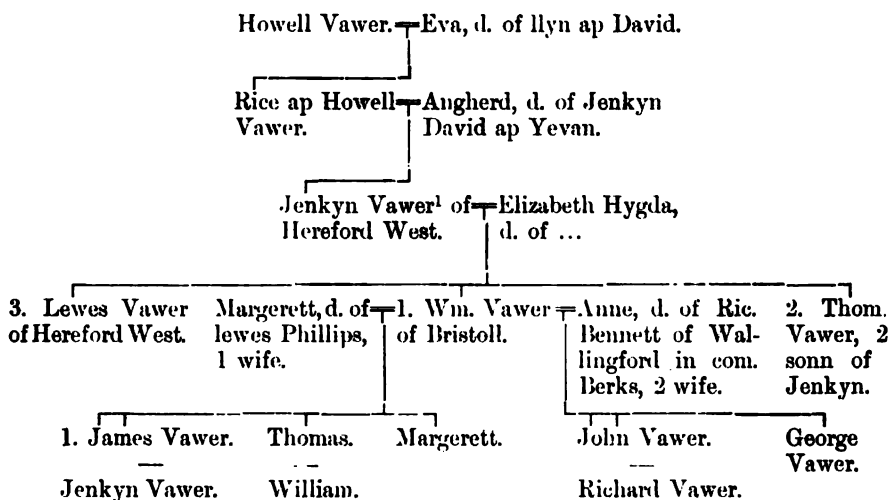 Howell Vawer. Eva, d. of llyn ap David.
Rice ap Howell Vawer. Angherd, d. of Jenkyn David ap Yevan.
Jenkyn Vawer¹ of Hereford West. Elizabeth Hygda, d. of ...
3. Lewes Vawer of Hereford West.
Margerett, d. of lewes Phillips, 1 wife.
1. Wm. Vawer of Bristoll.
Anne, d. of Ric. Bennett of Wallingford in com. Berks, 2 wife.
2. Thom. Vawer, 2 sonn of Jenkyn.
1. James Vawer. Thomas. Margerett. John Vawer. George Vawer.
Jenkyn Vawer. William. Richard Vawer.